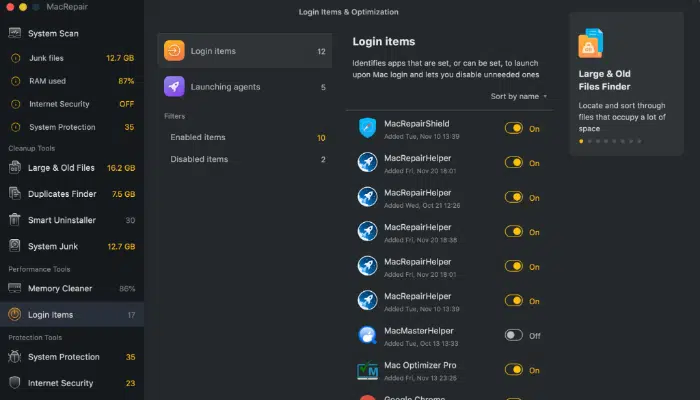 MacRepair
Login Items & Optimization
System Scan
Junk files 12.7 GB
RAM used 87%
Internet Security OFF
System Protection 35
Cleanup Tools
Large & Old Files 16.2 GB
Duplicates Finder 7.5 GB
Smart Uninstaller 30
System Junk 12.7 GB
Performance Tools
Memory Cleaner 86%
Login Items 17
Protection Tools
System Protection 35
Internet Security 23
Login items 12
Launching agents 5
Filters
Enabled items 10
Disabled items 2
Login items
Identifies apps that are set, or can be set, to launch
upon Mac login and lets you disable unneeded ones
Sort by name
MacRepairShield
Added Tue, Nov 10 13:39
On
MacRepairHelper
Added Fri, Nov 20 18:01
On
MacRepairHelper
Added Wed, Oct 21 12:26
On
MacRepairHelper
Added Fri, Nov 20 18:38
On
MacRepairHelper
Added Fri, Nov 20 18:01
On
MacRepairHelper
Added Tue, Nov 10 13:39
On
MacMasterHelper
Added Tue, Oct 13 13:33
Off
Mac Optimizer Pro
Added Fri, Nov 13 23:26
On
Google Chrome
Large & Old
Files Finder
Locate and sort through
files that occupy a lot of
space